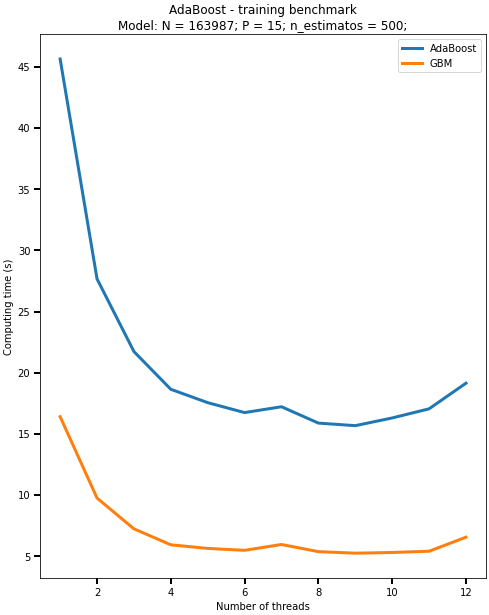 AdaBoost - training benchmark
Model: N = 163987; P = 15; n_estimatos = 500;
AdaBoost
GBM
45
40
35
30
25
20
15
10
5
Computing time (s)
2 4 6 8 10 12
Number of threads